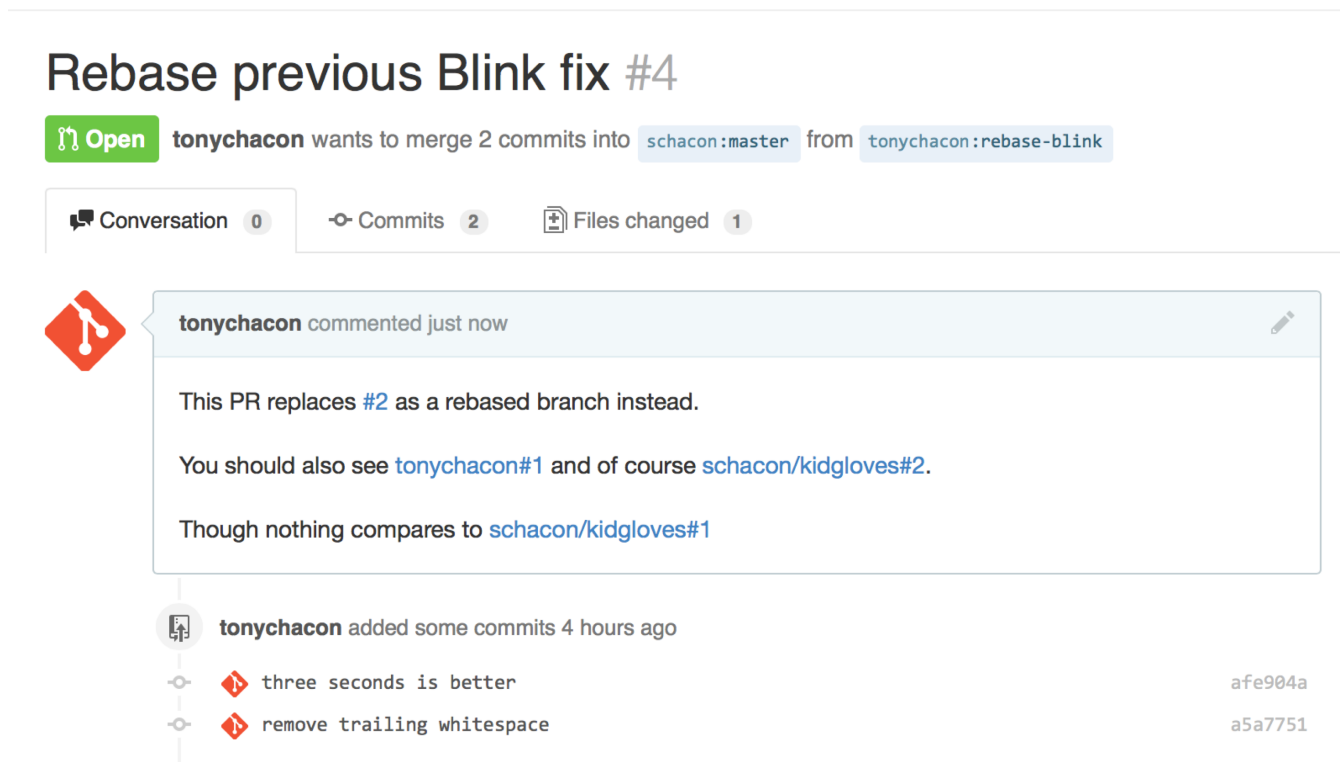 Rebase previous Blink fix #4
Open tonychacon wants to merge 2 commits into schacon:master from tonychacon:rebase-blink
Conversation 0 Commits 2 Files changed 1
tonychacon commented just now
This PR replaces #2 as a rebased branch instead.
You should also see tonychacon#1 and of course schacon/kidgloves#2.
Though nothing compares to schacon/kidgloves#1
tonychacon added some commits 4 hours ago
three seconds is better afe904a
remove trailing whitespace a5a7751